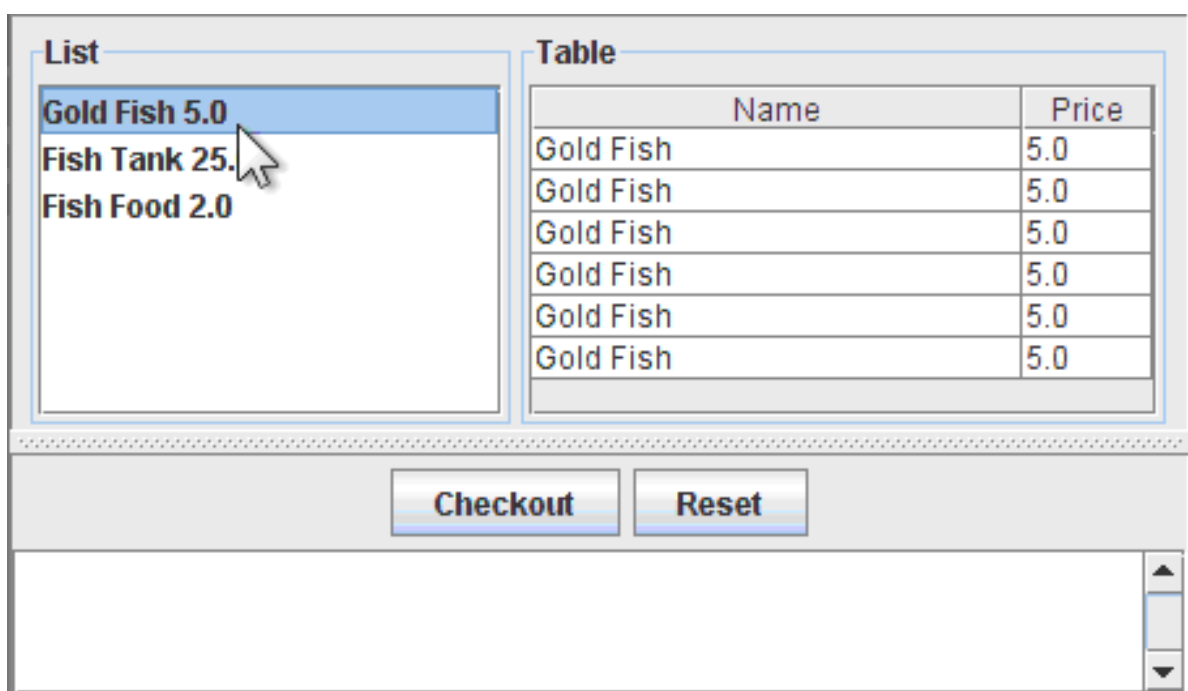 List
Gold Fish 5.0
Fish Tank 25.
Fish Food 2.0
Table
Name Price
Gold Fish 5.0
Gold Fish 5.0
Gold Fish 5.0
Gold Fish 5.0
Gold Fish 5.0
Gold Fish 5.0
Checkout Reset